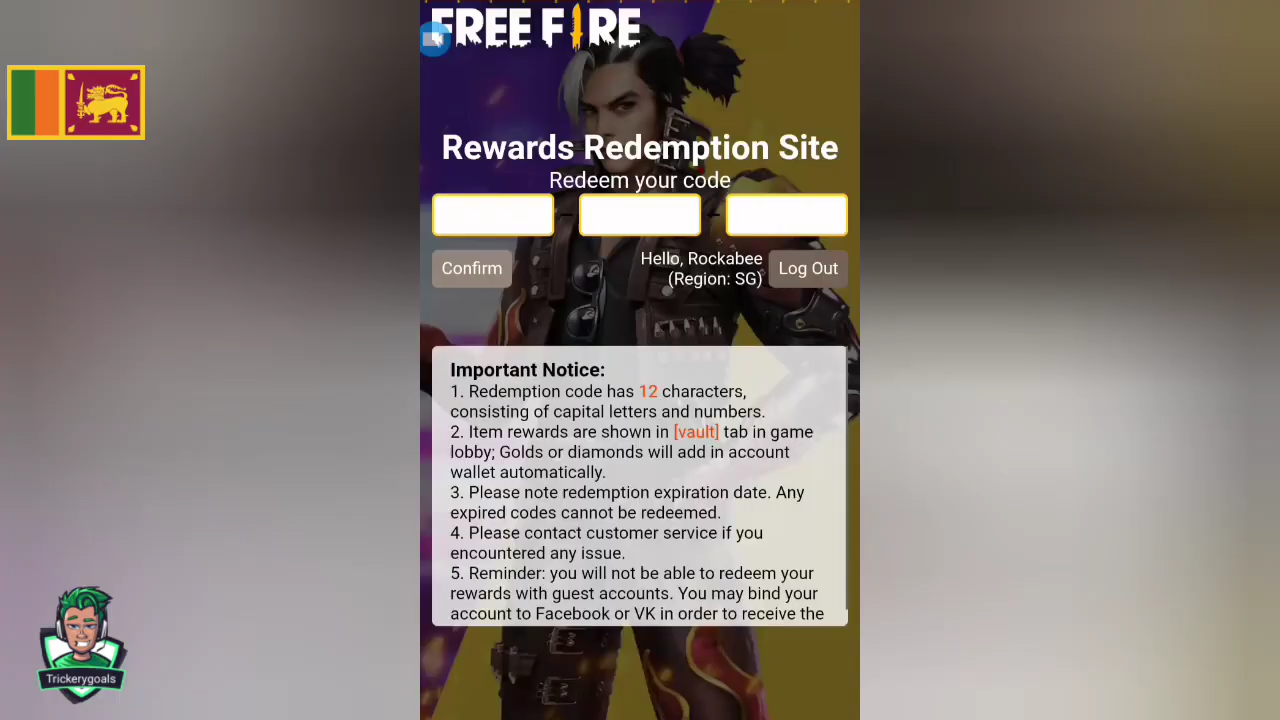 FREE FIRE
Rewards Redemption Site
Redeem your code
- -
Confirm
Hello, Rockabee
(Region: SG)
Log Out
Important Notice:
1. Redemption code has 12 characters,
consisting of capital letters and numbers.
2. Item rewards are shown in [vault] tab in game
lobby; Golds or diamonds will add in account
wallet automatically.
3. Please note redemption expiration date. Any
expired codes cannot be redeemed.
4. Please contact customer service if you
encountered any issue.
5. Reminder: you will not be able to redeem your
rewards with guest accounts. You may bind your
account to Facebook or VK in order to receive the
Trickerygoals